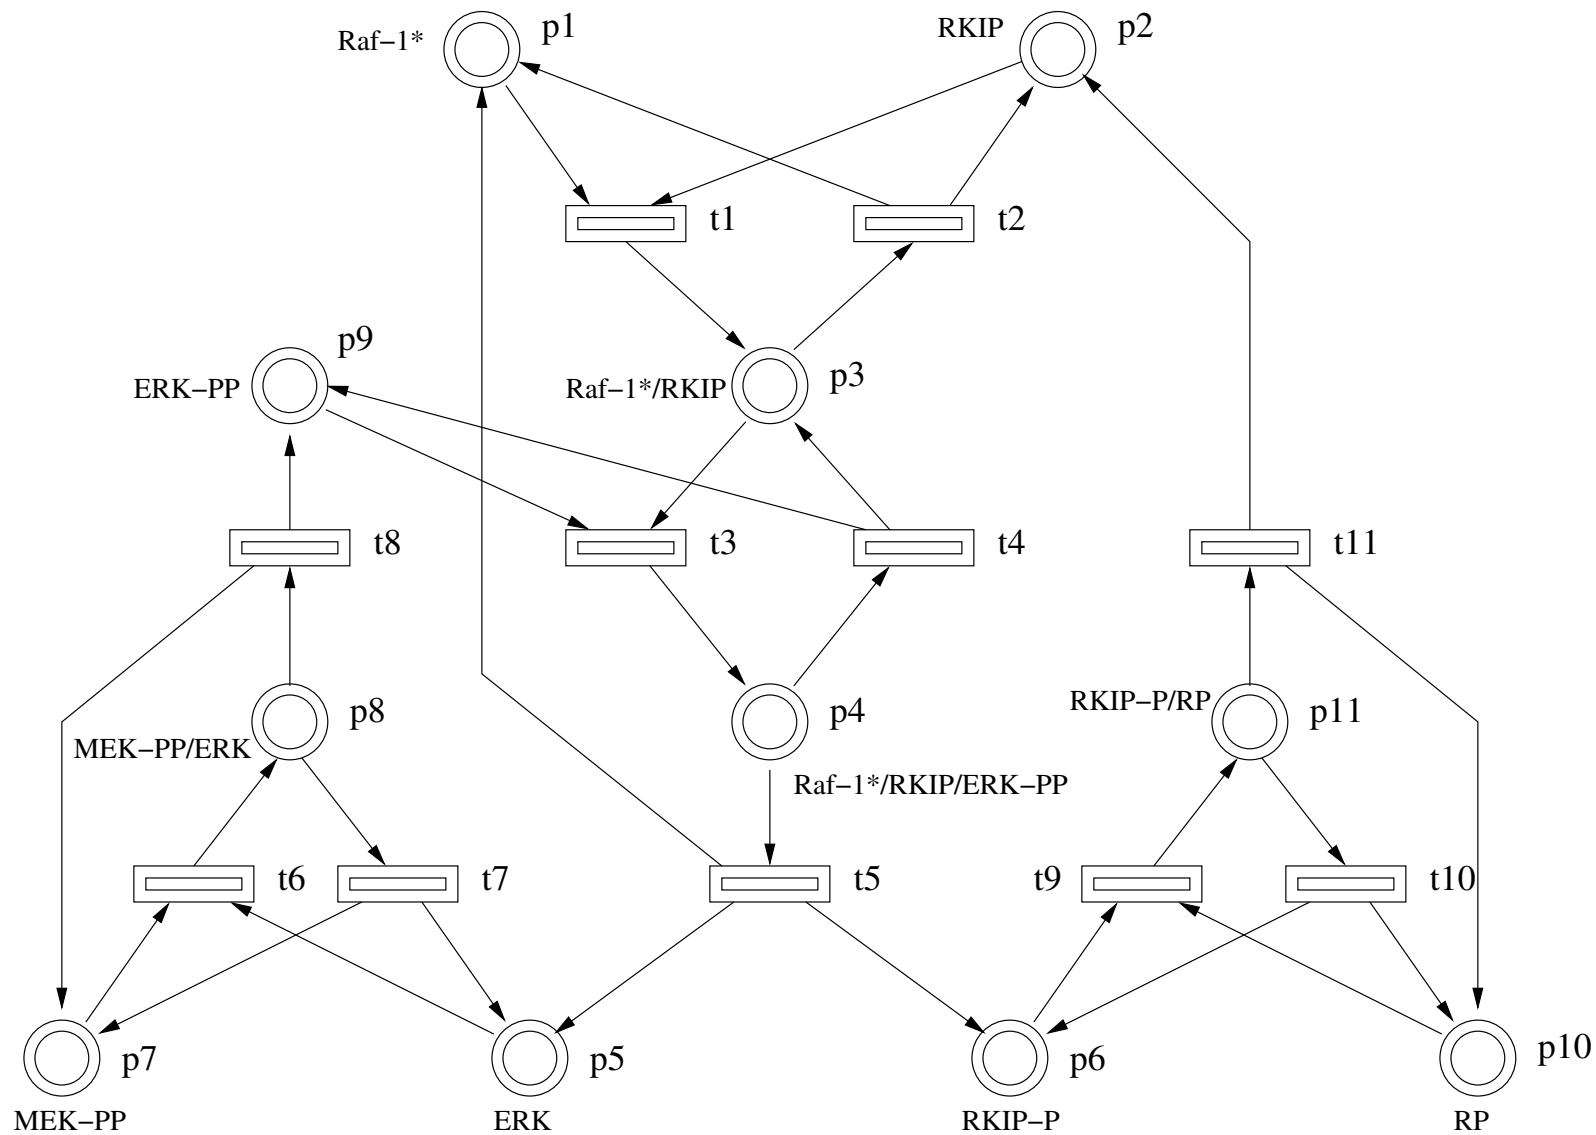 Raf−1* p1 RKIP p2
t1 t2
p9
ERK−PP Raf−1*/RKIP p3
t8 t3 t4 t11
p8 p4 RKIP−P/RP p11
MEK−PP/ERK
Raf−1*/RKIP/ERK−PP
t6 t7 t5 t9 t10
p7 p5 p6 p10
MEK−PP ERK RKIP−P RP